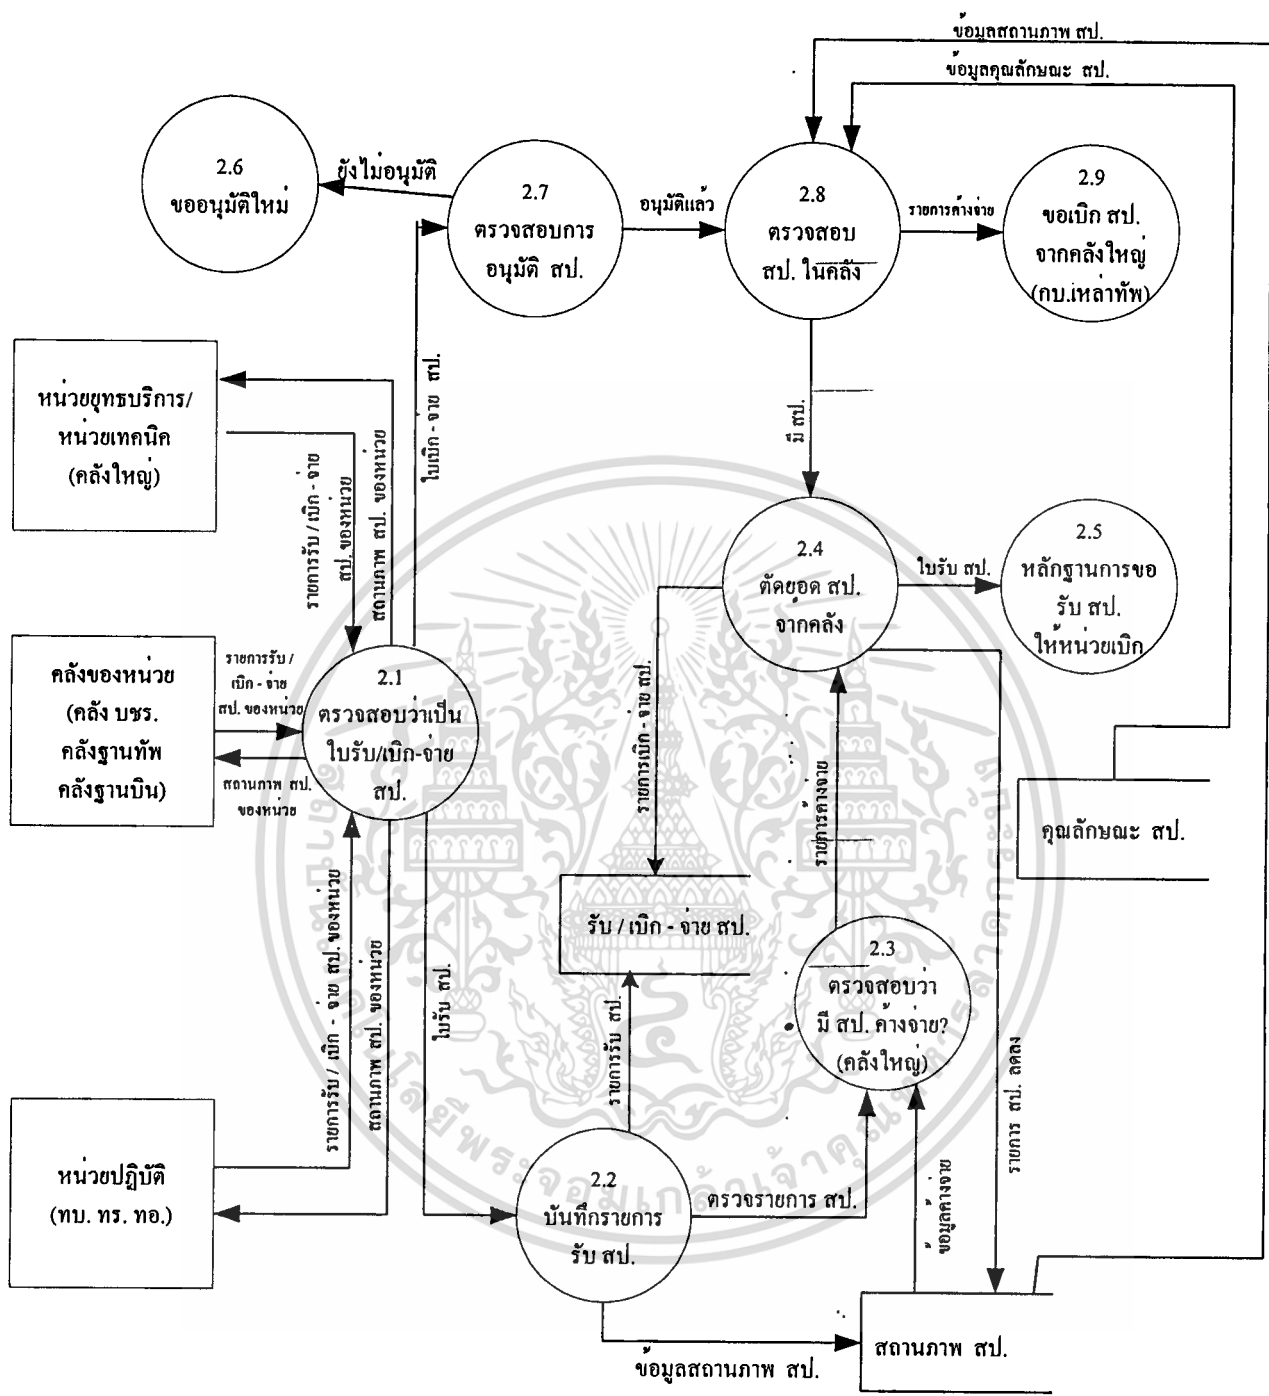 ข้อมูลสถานภาพ สป.
ข้อมูลคุณลักษณะ สป.
2.6
ขออนุมัติใหม่
ยังไม่อนุมัติ
2.7
ตรวจสอบการ
อนุมัติ สป.
อนุมัติแล้ว
2.8
ตรวจสอบ
สป. ในคลัง
รายการค้างจ่าย
2.9
ขอเบิก สป.
จากคลังใหญ่
(กบ.เหล่าทัพ)
หน่วยยุทธบริการ/
หน่วยเทคนิค
(คลังใหญ่)
รายการรับ / เบิก - จ่าย
สป. ของหน่วย
สถานภาพ สป. ของหน่วย
ใบเบิก - จ่าย สป.
มี สป.
2.4
ตัดยอด สป.
จากคลัง
ใบรับ สป.
2.5
หลักฐานการขอ
รับ สป.
ให้หน่วยเบิก
คลังของหน่วย
(คลัง บชร.
คลังฐานทัพ
คลังฐานบิน)
รายการรับ /
เบิก - จ่าย
สป. ของหน่วย
สถานภาพ สป.
ของหน่วย
2.1
ตรวจสอบว่าเป็น
ใบรับ/เบิก-จ่าย
สป.
รายการเบิก - จ่าย สป.
รายการค้างจ่าย
คุณลักษณะ สป.
รับ / เบิก - จ่าย สป.
2.3
ตรวจสอบว่า
มี สป. ค้างจ่าย?
(คลังใหญ่)
รายการรับ / เบิก - จ่าย สป. ของหน่วย
สถานภาพ สป. ของหน่วย
ใบรับ สป.
รายการรับ สป.
รายการ สป. ลดลง
หน่วยปฏิบัติ
(ทบ. ทร. ทอ.)
2.2
บันทึกรายการ
รับ สป.
ตรวจรายการ สป.
ข้อมูลค้างจ่าย
ข้อมูลสถานภาพ สป.
สถานภาพ สป.